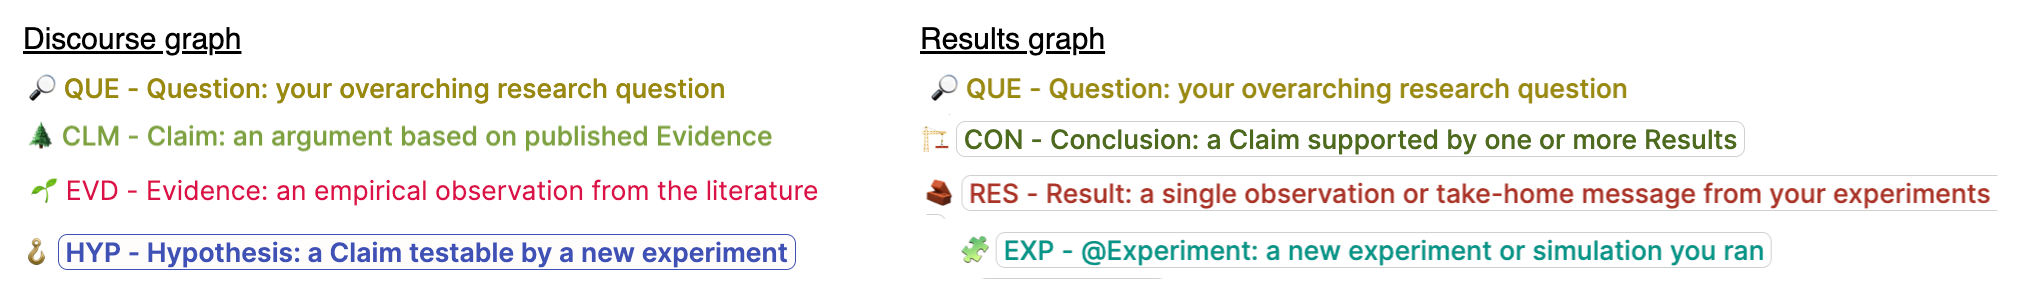 Discourse graph
QUE - Question: your overarching research question
CLM - Claim: an argument based on published Evidence
EVD - Evidence: an empirical observation from the literature
HYP - Hypothesis: a Claim testable by a new experiment
Results graph
QUE - Question: your overarching research question
CON - Conclusion: a Claim supported by one or more Results
RES - Result: a single observation or take-home message from your experiments
EXP - @Experiment: a new experiment or simulation you ran